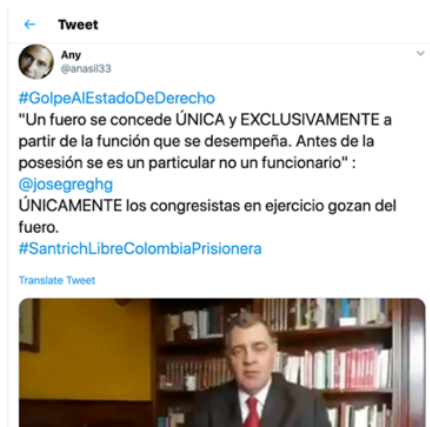 Tweet
Any
@anasil33
#GolpeAlEstadoDeDerecho
"Un fuero se concede ÚNICA y EXCLUSIVAMENTE a
partir de la función que se desempeña. Antes de la
posesión se es un particular no un funcionario" :
@josegreghg
ÚNICAMENTE los congresistas en ejercicio gozan del
fuero.
#SantrichLibreColombiaPrisionera
Translate Tweet